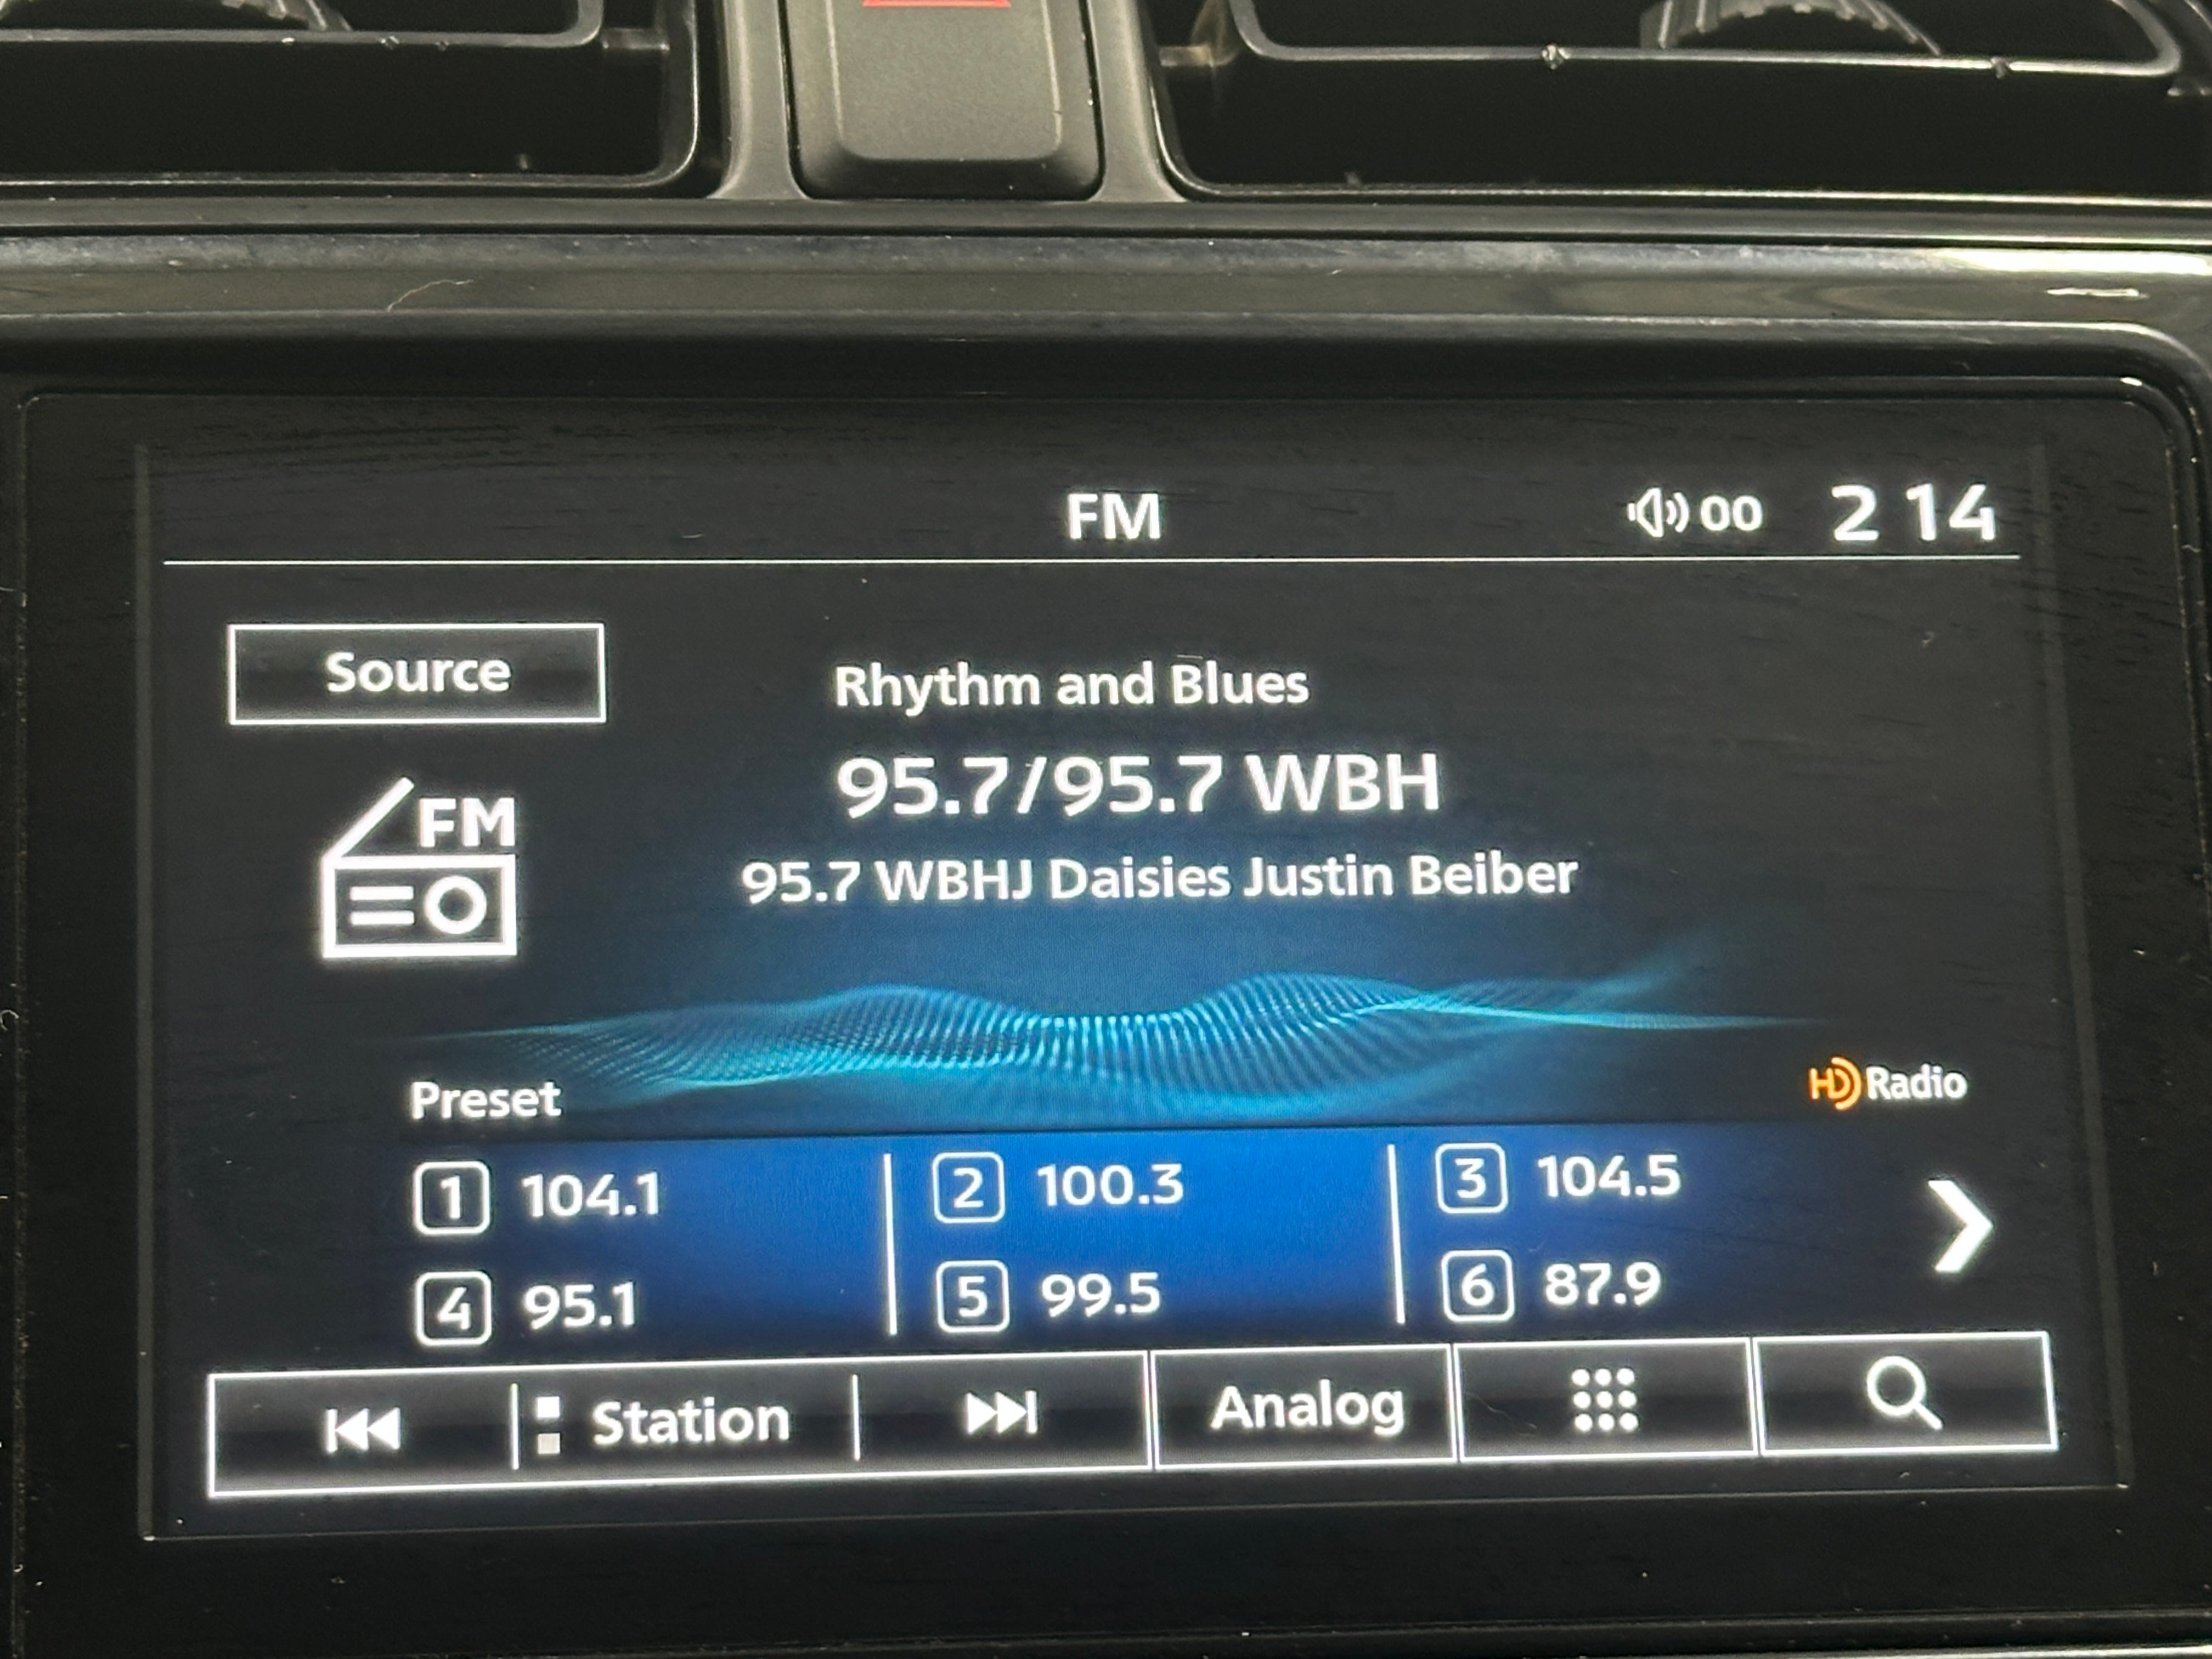 FM
00 2 14
Source
Rhythm and Blues
95.7/95.7 WBH
FM
95.7 WBHJ Daisies Justin Beiber
Preset
HD Radio
1 104.1 2 100.3 3 104.5
4 95.1 5 99.5 6 87.9
Station Analog